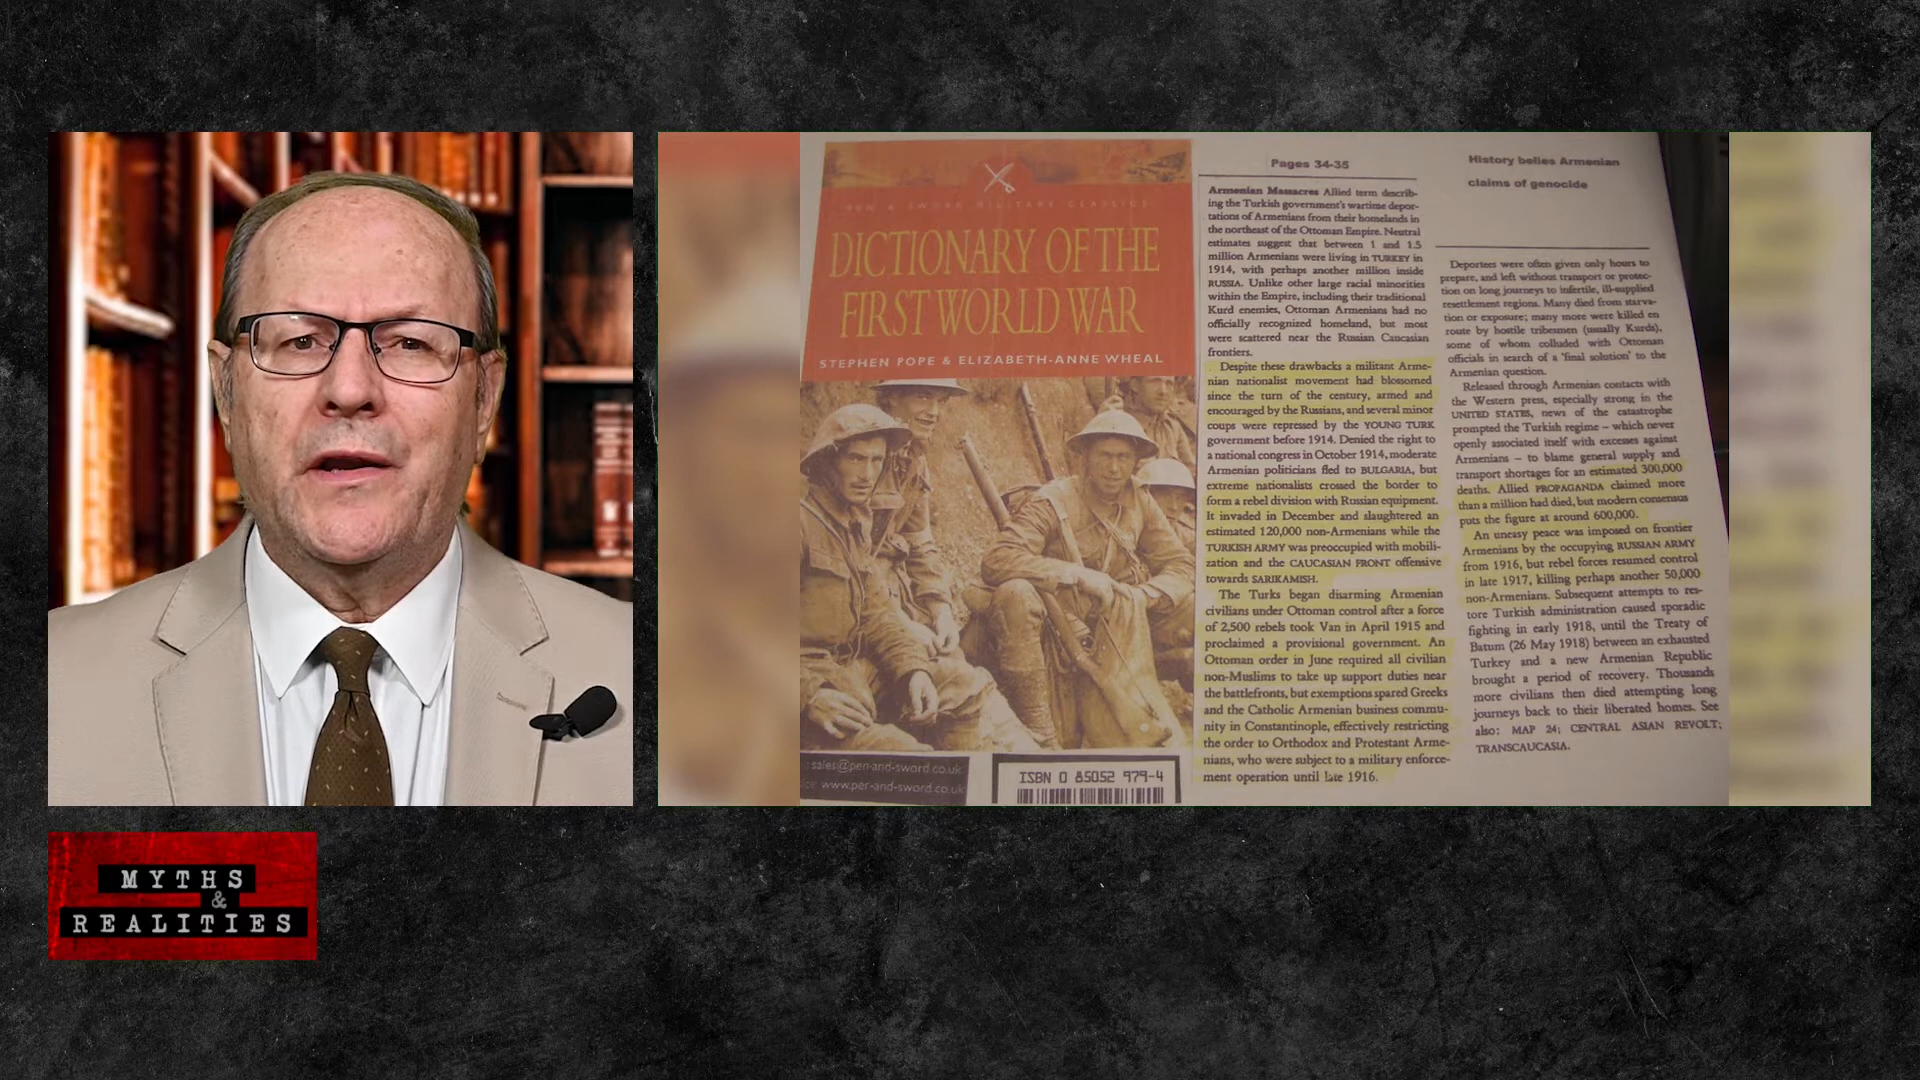 PEN & SWORD MILITARY CLASSICS
DICTIONARY OF THE
FIRST WORLD WAR
STEPHEN POPE & ELIZABETH-ANNE WHEAL
sales@pen-and-sword.co.uk
www.pen-and-sword.co.uk
ISBN 0 85052 979-4
Pages 34-35
Armenian Massacres Allied term describ-
ing the Turkish government's wartime depor-
tations of Armenians from their homelands in
the northeast of the Ottoman Empire. Neutral
estimates suggest that between 1 and 1.5
million Armenians were living in TURKEY in
1914, with perhaps another million inside
RUSSIA. Unlike other large racial minorities
within the Empire, including their traditional
Kurd enemies, Ottoman Armenians had no
officially recognized homeland, but most
were scattered near the Russian Caucasian
frontiers.
Despite these drawbacks a militant Arme-
nian nationalist movement had blossomed
since the turn of the century, armed and
encouraged by the Russians, and several minor
coups were repressed by the YOUNG TURK
government before 1914. Denied the right to
a national congress in October 1914, moderate
Armenian politicians fled to BULGARIA, but
extreme nationalists crossed the border to
form a rebel division with Russian equipment.
It invaded in December and slaughtered an
estimated 120,000 non-Armenians while the
TURKISH ARMY was preoccupied with mobili-
zation and the CAUCASIAN FRONT offensive
towards SARIKAMISH.
The Turks began disarming Armenian
civilians under Ottoman control after a force
of 2,500 rebels took Van in April 1915 and
proclaimed a provisional government. An
Ottoman order in June required all civilian
non-Muslims to take up support duties near
the battlefronts, but exemptions spared Greeks
and the Catholic Armenian business commu-
nity in Constantinople, effectively restricting
the order to Orthodox and Protestant Arme-
nians, who were subject to a military enforce-
ment operation until late 1916.
History belies Armenian
claims of genocide
Deportees were often given only hours to
prepare, and left without transport or protec-
tion on long journeys to infertile, ill-supplied
resettlement regions. Many died from starva-
tion or exposure; many more were killed en
route by hostile tribesmen (usually Kurds),
some of whom colluded with Ottoman
officials in search of a 'final solution' to the
Armenian question.
Released through Armenian contacts with
the Western press, especially strong in the
UNITED STATES, news of the catastrophe
prompted the Turkish regime – which never
openly associated itself with excesses against
Armenians – to blame general supply and
transport shortages for an estimated 300,000
deaths. Allied PROPAGANDA claimed more
than a million had died, but modern consensus
puts the figure at around 600,000.
An uneasy peace was imposed on frontier
Armenians by the occupying RUSSIAN ARMY
from 1916, but rebel forces resumed control
in late 1917, killing perhaps another 50,000
non-Armenians. Subsequent attempts to res-
tore Turkish administration caused sporadic
fighting in early 1918, until the Treaty of
Batum (26 May 1918) between an exhausted
Turkey and a new Armenian Republic
brought a period of recovery. Thousands
more civilians then died attempting long
journeys back to their liberated homes. See
also: MAP 24; CENTRAL ASIAN REVOLT;
TRANSCAUCASIA.
MYTHS
&
REALITIES